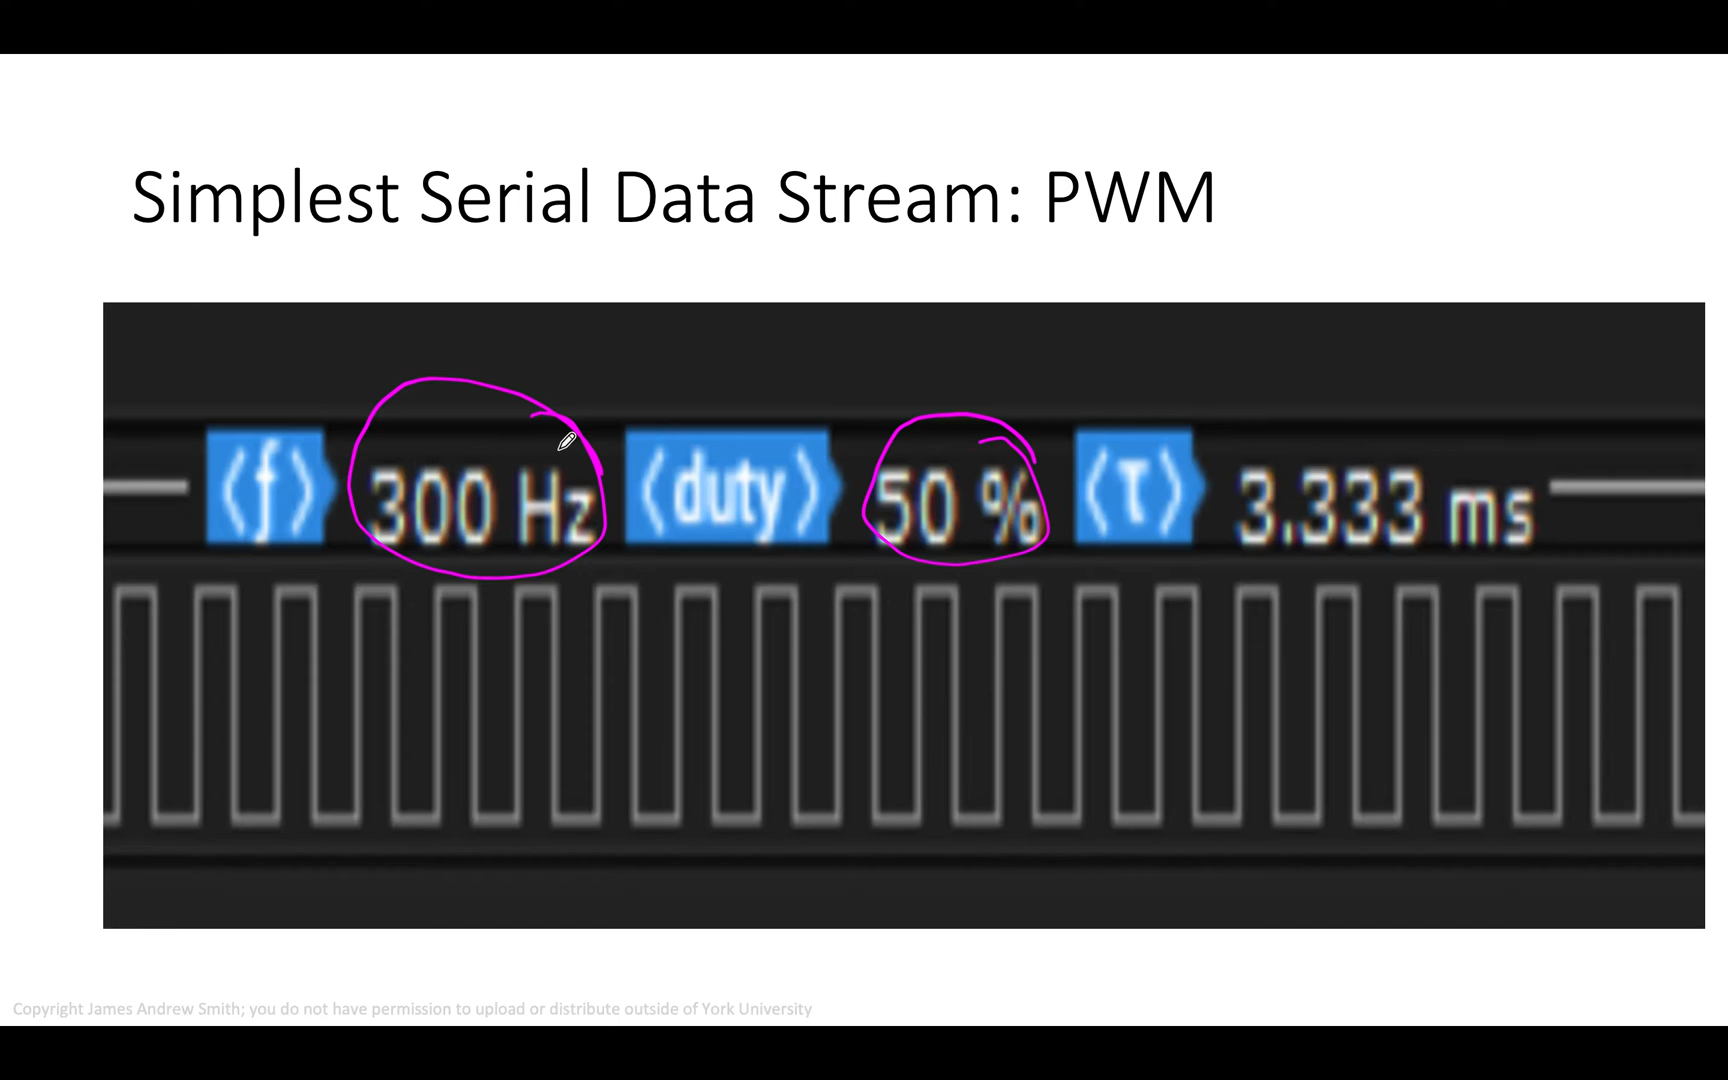 Simplest Serial Data Stream: PWM
⟨f⟩ 300 Hz ⟨duty⟩ 50 % ⟨T⟩ 3.333 ms
Copyright James Andrew Smith; you do not have permission to upload or distribute outside of York University